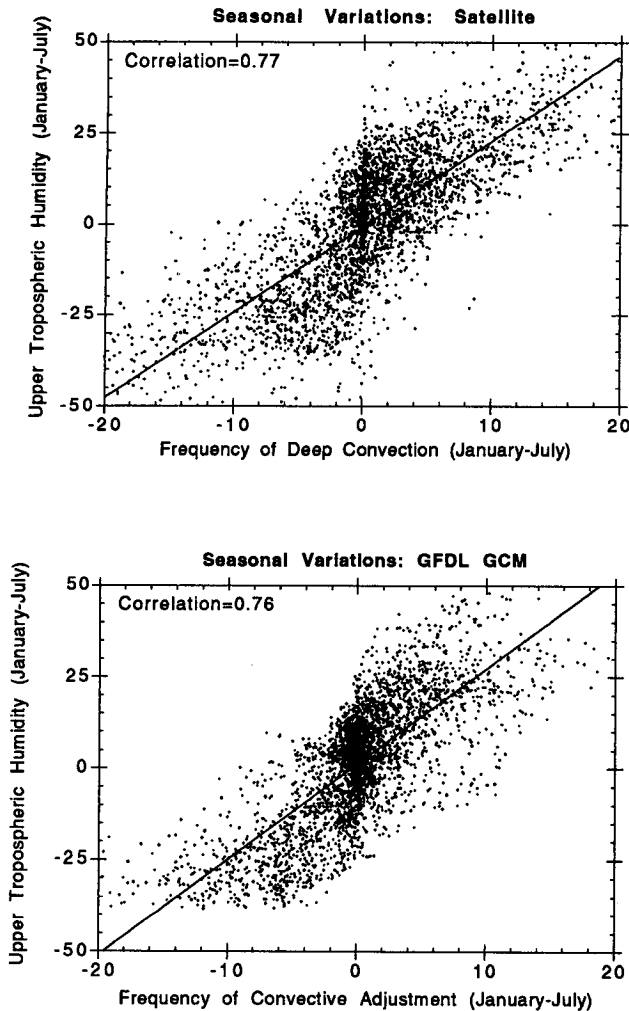 Seasonal Variations: Satellite
Correlation=0.77
Upper Tropospheric Humidity (January-July)
50
25
0
-25
-50
-20 -10 0 10 20
Frequency of Deep Convection (January-July)
Seasonal Variations: GFDL GCM
Correlation=0.76
Upper Tropospheric Humidity (January-July)
50
25
0
-25
-50
-20 -10 0 10 20
Frequency of Convective Adjustment (January-July)